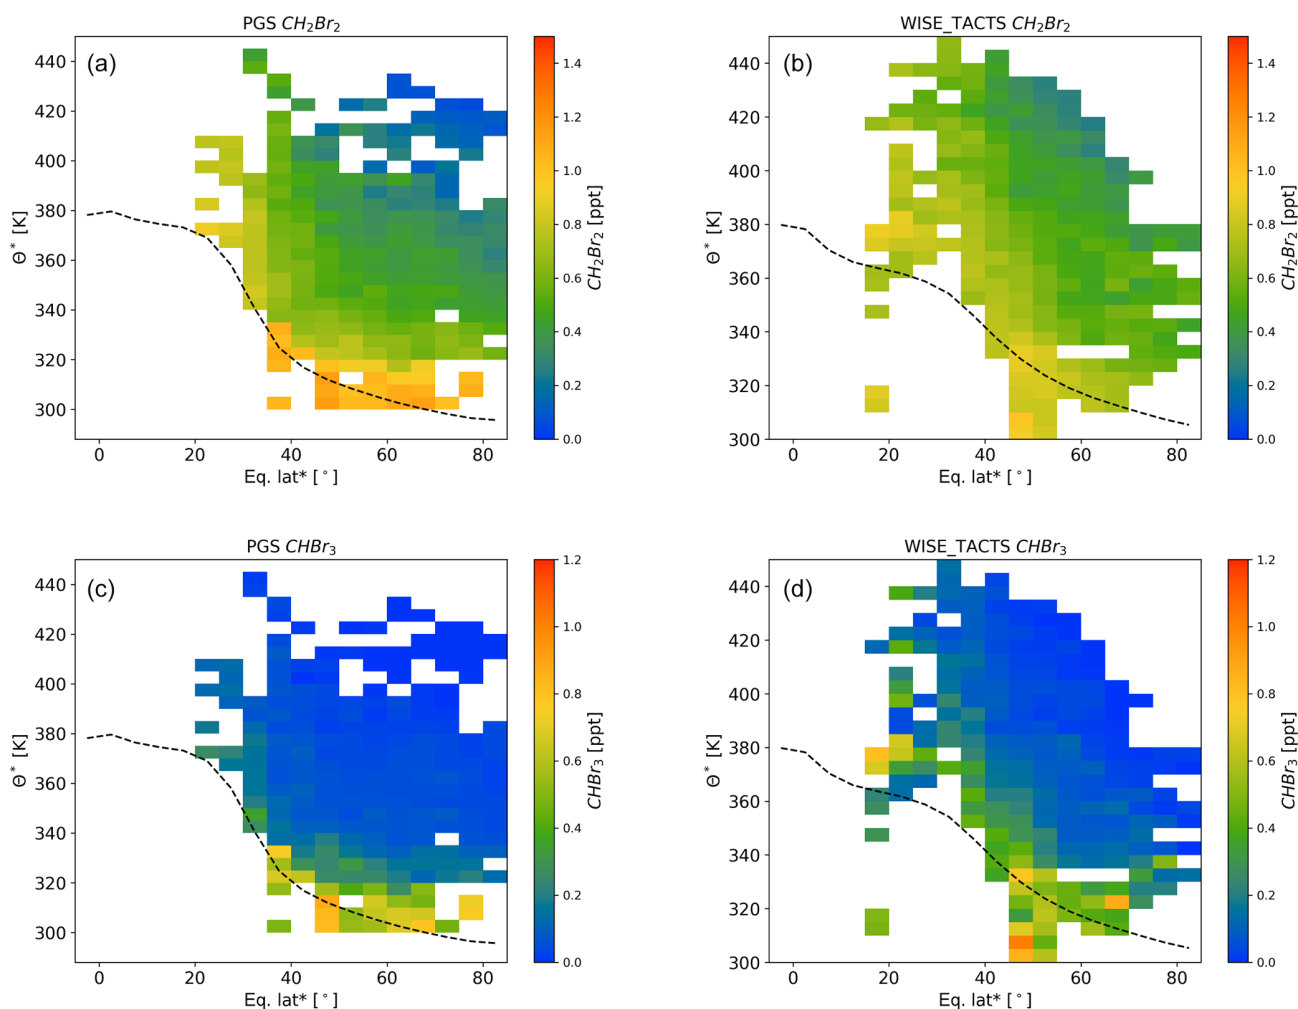 PGS CH₂Br₂
(a)
440
420
400
380
360
340
320
300
Θ* [K]
0 20 40 60 80
Eq. lat* [°]
1.4
1.2
1.0
0.8
0.6
0.4
0.2
0.0
CH₂Br₂ [ppt]
WISE_TACTS CH₂Br₂
(b)
440
420
400
380
360
340
320
300
Θ* [K]
0 20 40 60 80
Eq. lat* [°]
1.4
1.2
1.0
0.8
0.6
0.4
0.2
0.0
CH₂Br₂ [ppt]
PGS CHBr₃
(c)
440
420
400
380
360
340
320
300
Θ* [K]
0 20 40 60 80
Eq. lat* [°]
1.2
1.0
0.8
0.6
0.4
0.2
0.0
CHBr₃ [ppt]
WISE_TACTS CHBr₃
(d)
440
420
400
380
360
340
320
300
Θ* [K]
0 20 40 60 80
Eq. lat* [°]
1.2
1.0
0.8
0.6
0.4
0.2
0.0
CHBr₃ [ppt]